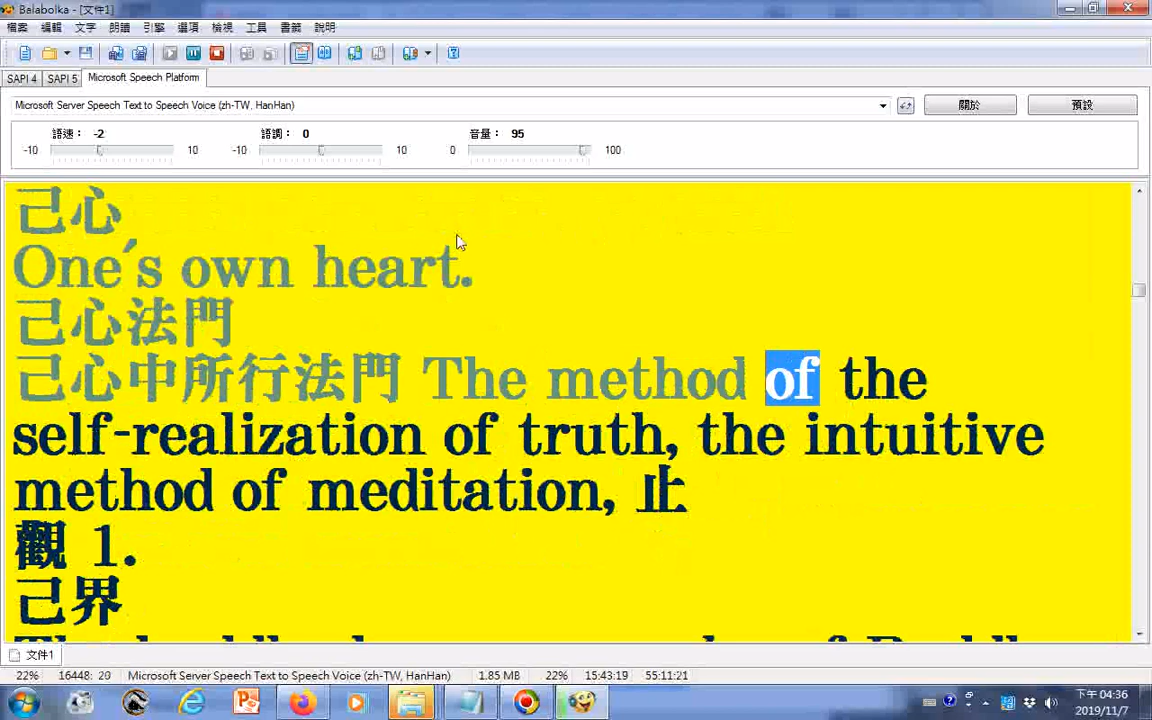 Balabolka - [文件1]
檔案 編輯 文字 朗讀 引擎 選項 檢視 工具 書籤 說明
SAPI 4 SAPI 5 Microsoft Speech Platform
Microsoft Server Speech Text to Speech Voice (zh-TW, HanHan) 關於 預設
語速： -2 語調： 0 音量： 95
-10 10 -10 10 0 100
己心
One's own heart.
己心法門
己心中所行法門 The method of the
self-realization of truth, the intuitive
method of meditation, 止
觀 1.
己界
文件1
22% 16448: 20 Microsoft Server Speech Text to Speech Voice (zh-TW, HanHan) 1.85 MB 22% 15:43:19 55:11:21
下午 04:36
2019/11/7